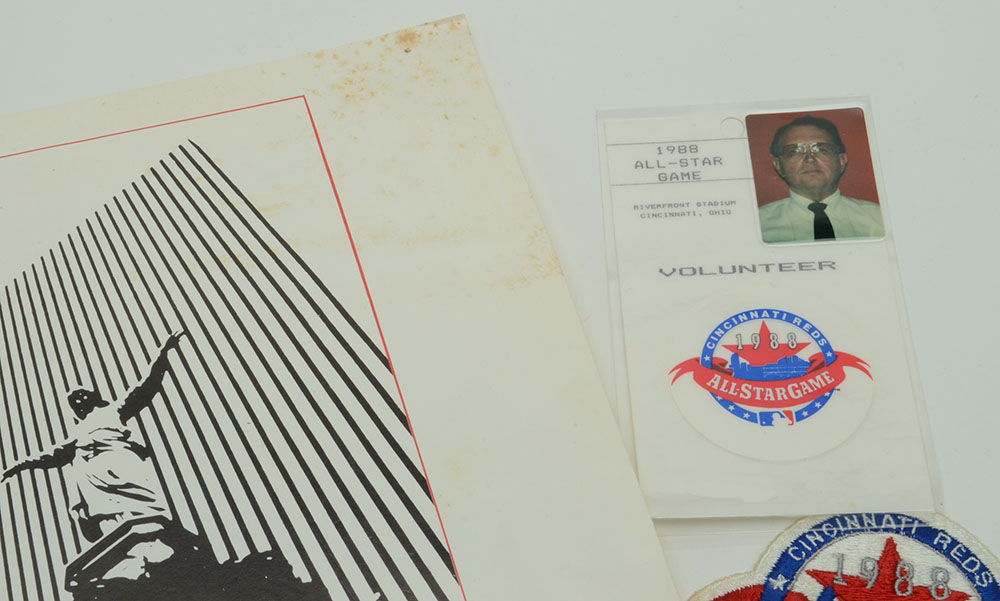 1988
ALL-STAR
GAME
RIVERFRONT STADIUM
CINCINNATI, OHIO
VOLUNTEER
CINCINNATI REDS
1988
ALL-STAR GAME
CINCINNATI REDS
1988